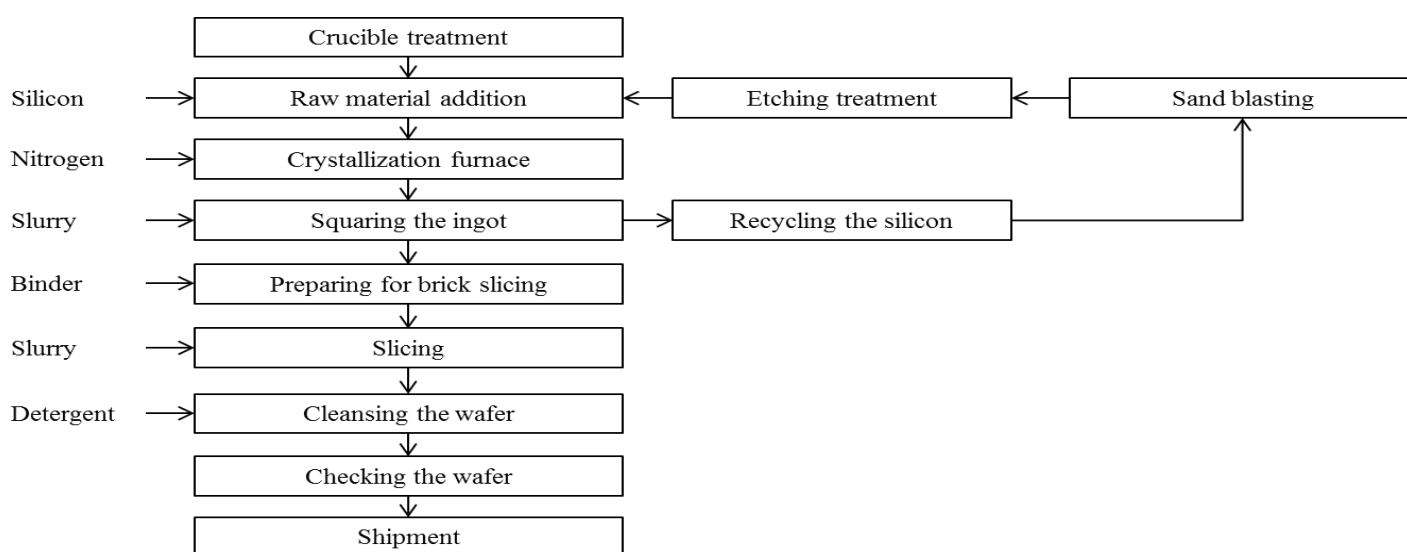 Crucible treatment
Silicon
Raw material addition
Etching treatment
Sand blasting
Nitrogen
Crystallization furnace
Slurry
Squaring the ingot
Recycling the silicon
Binder
Preparing for brick slicing
Slurry
Slicing
Detergent
Cleansing the wafer
Checking the wafer
Shipment